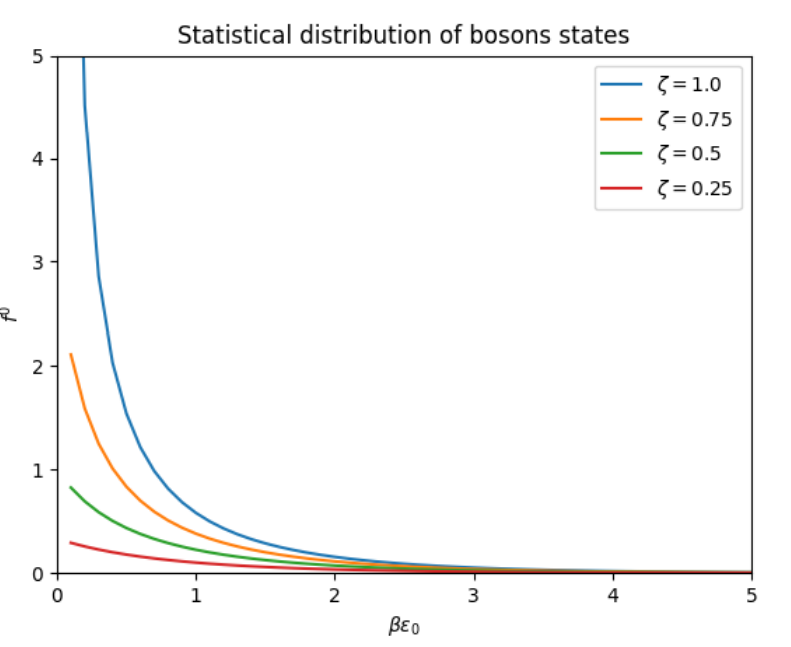 Statistical distribution of bosons states
ζ = 1.0
ζ = 0.75
ζ = 0.5
ζ = 0.25
5
4
3
2
1
0
f⁰
0 1 2 3 4 5
βε₀